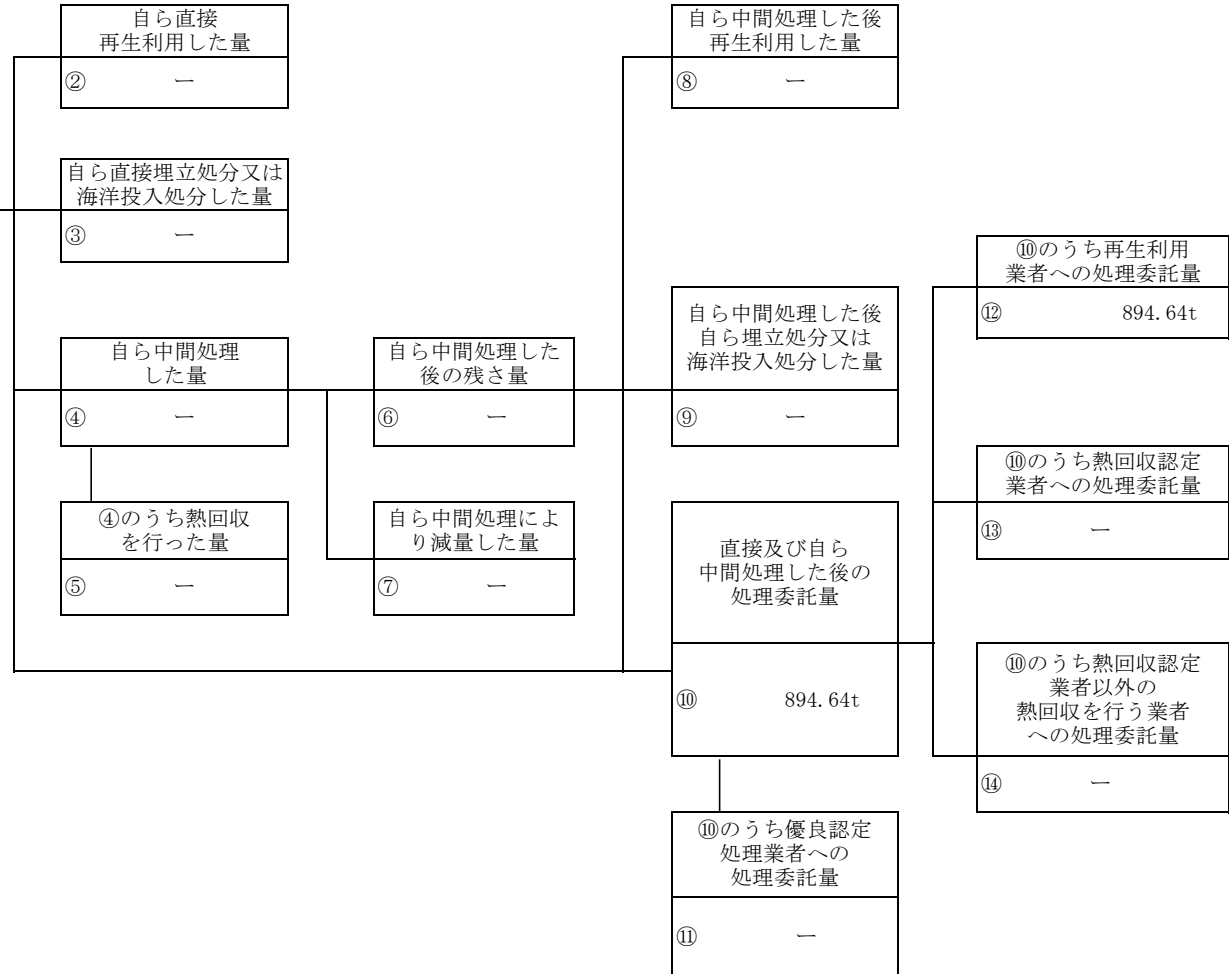 自ら直接
再生利用した量
② ー
自ら直接埋立処分又は
海洋投入処分した量
③ ー
自ら中間処理
した量
④ ー
④のうち熱回収
を行った量
⑤ ー
自ら中間処理した
後の残さ量
⑥ ー
自ら中間処理によ
り減量した量
⑦ ー
自ら中間処理した後
再生利用した量
⑧ ー
自ら中間処理した後
自ら埋立処分又は
海洋投入処分した量
⑨ ー
直接及び自ら
中間処理した後の
処理委託量
⑩ 894.64t
⑩のうち優良認定
処理業者への
処理委託量
⑪ ー
⑩のうち再生利用
業者への処理委託量
⑫ 894.64t
⑩のうち熱回収認定
業者への処理委託量
⑬ ー
⑩のうち熱回収認定
業者以外の
熱回収を行う業者
への処理委託量
⑭ ー